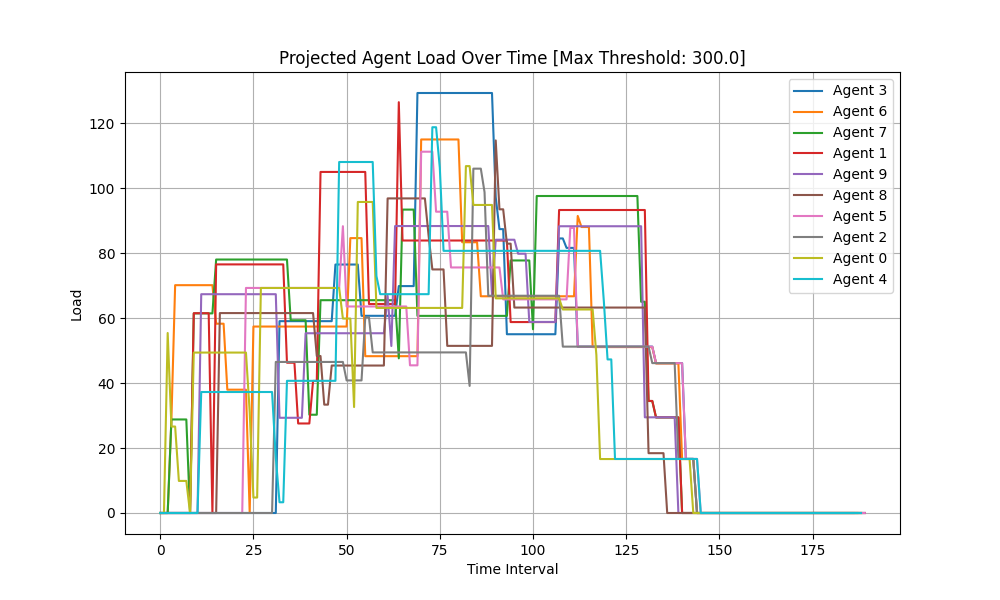 Projected Agent Load Over Time [Max Threshold: 300.0]
Load
120
100
80
60
40
20
0
0 25 50 75 100 125 150 175
Time Interval
Agent 3
Agent 6
Agent 7
Agent 1
Agent 9
Agent 8
Agent 5
Agent 2
Agent 0
Agent 4